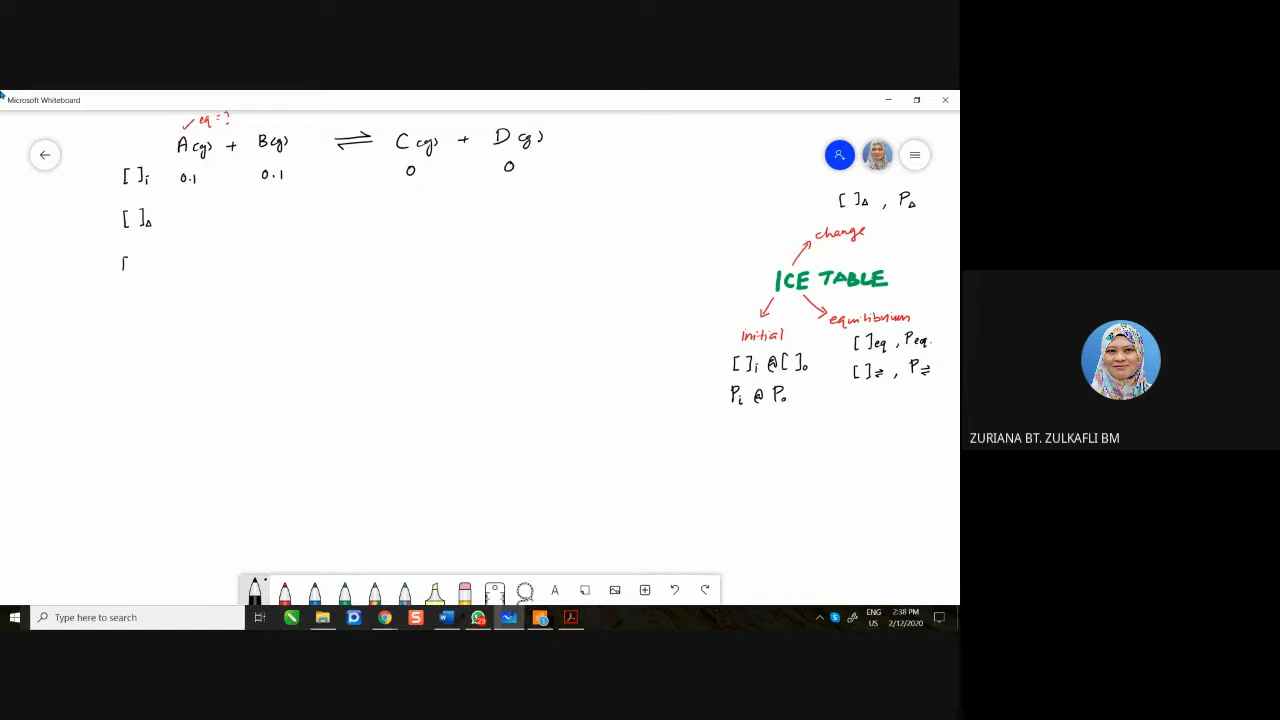 Microsoft Whiteboard
✓ eq = ?
A(g) + B(g) ⇌ C(g) + D(g)
[ ]i 0.1 0.1 0 0
[ ]Δ
[
[ ]Δ , PΔ
change
ICE TABLE
initial
equilibrium
[ ]i @ [ ]o
Pi @ Po
[ ]eq , Peq.
[ ]⇌ , P⇌
ZURIANA BT. ZULKAFLI BM
A
Type here to search
29
ENG
US
2:38 PM
2/12/2020